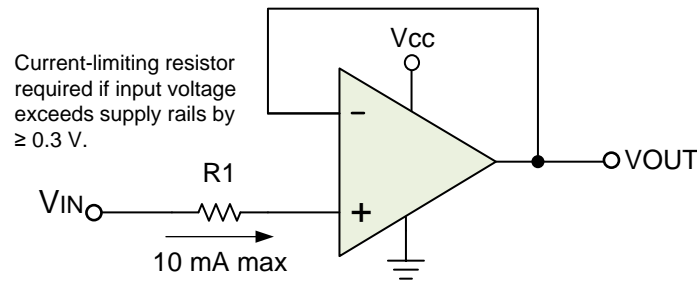 Vcc
Current-limiting resistor
required if input voltage
exceeds supply rails by
≥ 0.3 V.
-
R1
VOUT
VIN
+
10 mA max